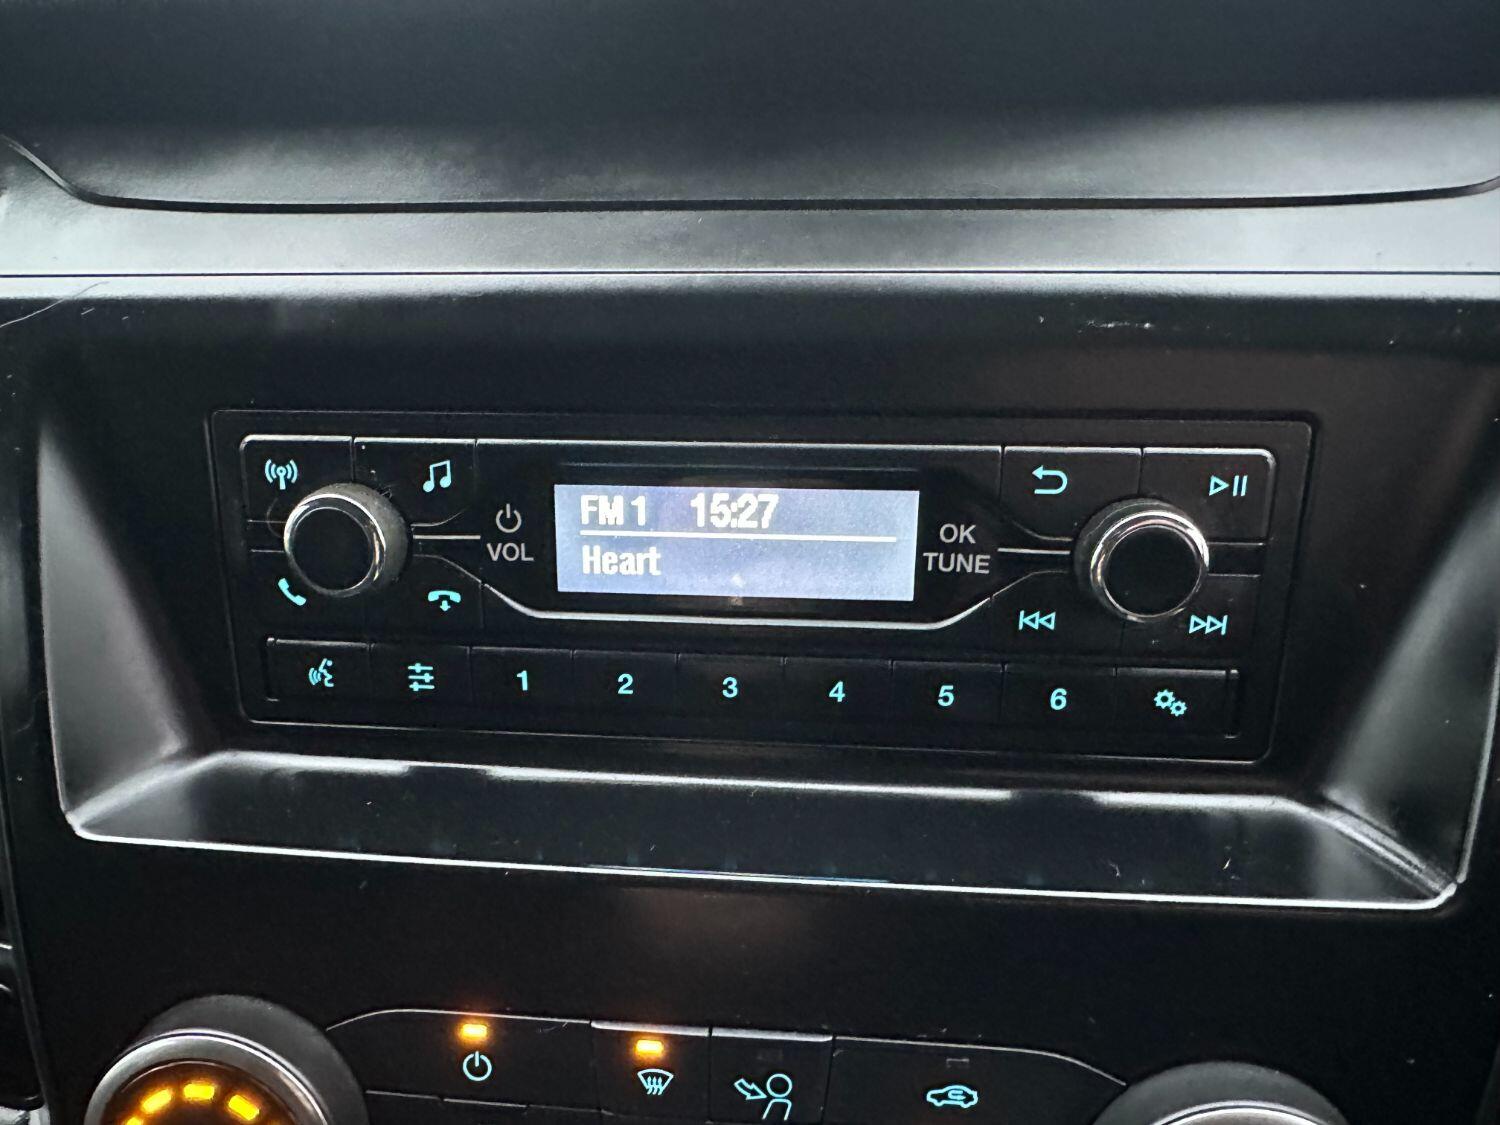 FM 1 15:27
Heart
VOL
OK
TUNE
1 2 3 4 5 6